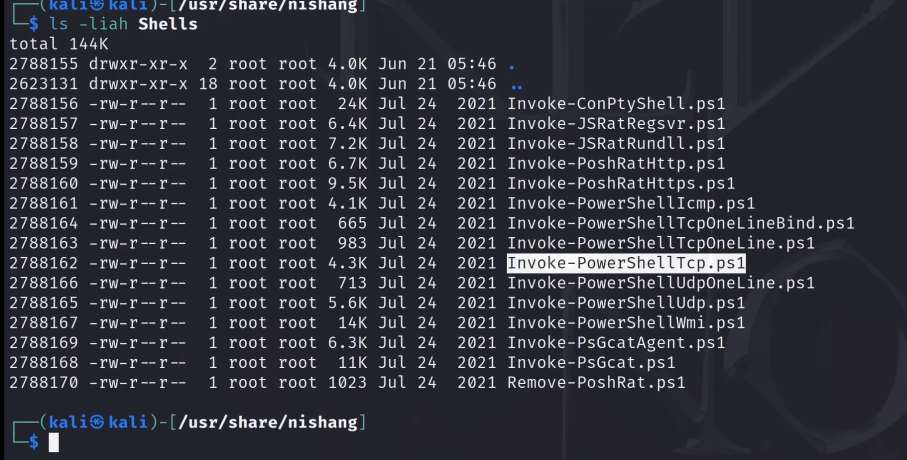 ┌──(kali㉿kali)-[/usr/share/nishang]
└─$ ls -liah Shells
total 144K
2788155 drwxr-xr-x  2 root root 4.0K Jun 21 05:46 .
2623131 drwxr-xr-x 18 root root 4.0K Jun 21 05:46 ..
2788156 -rw-r--r--  1 root root  24K Jul 24  2021 Invoke-ConPtyShell.ps1
2788157 -rw-r--r--  1 root root 6.4K Jul 24  2021 Invoke-JSRatRegsvr.ps1
2788158 -rw-r--r--  1 root root 7.2K Jul 24  2021 Invoke-JSRatRundll.ps1
2788159 -rw-r--r--  1 root root 6.7K Jul 24  2021 Invoke-PoshRatHttp.ps1
2788160 -rw-r--r--  1 root root 9.5K Jul 24  2021 Invoke-PoshRatHttps.ps1
2788161 -rw-r--r--  1 root root 4.1K Jul 24  2021 Invoke-PowerShellIcmp.ps1
2788164 -rw-r--r--  1 root root  665 Jul 24  2021 Invoke-PowerShellTcpOneLineBind.ps1
2788163 -rw-r--r--  1 root root  983 Jul 24  2021 Invoke-PowerShellTcpOneLine.ps1
2788162 -rw-r--r--  1 root root 4.3K Jul 24  2021 Invoke-PowerShellTcp.ps1
2788166 -rw-r--r--  1 root root  713 Jul 24  2021 Invoke-PowerShellUdpOneLine.ps1
2788165 -rw-r--r--  1 root root 5.6K Jul 24  2021 Invoke-PowerShellUdp.ps1
2788167 -rw-r--r--  1 root root  14K Jul 24  2021 Invoke-PowerShellWmi.ps1
2788169 -rw-r--r--  1 root root 6.3K Jul 24  2021 Invoke-PsGcatAgent.ps1
2788168 -rw-r--r--  1 root root  11K Jul 24  2021 Invoke-PsGcat.ps1
2788170 -rw-r--r--  1 root root 1023 Jul 24  2021 Remove-PoshRat.ps1
┌──(kali㉿kali)-[/usr/share/nishang]
└─$